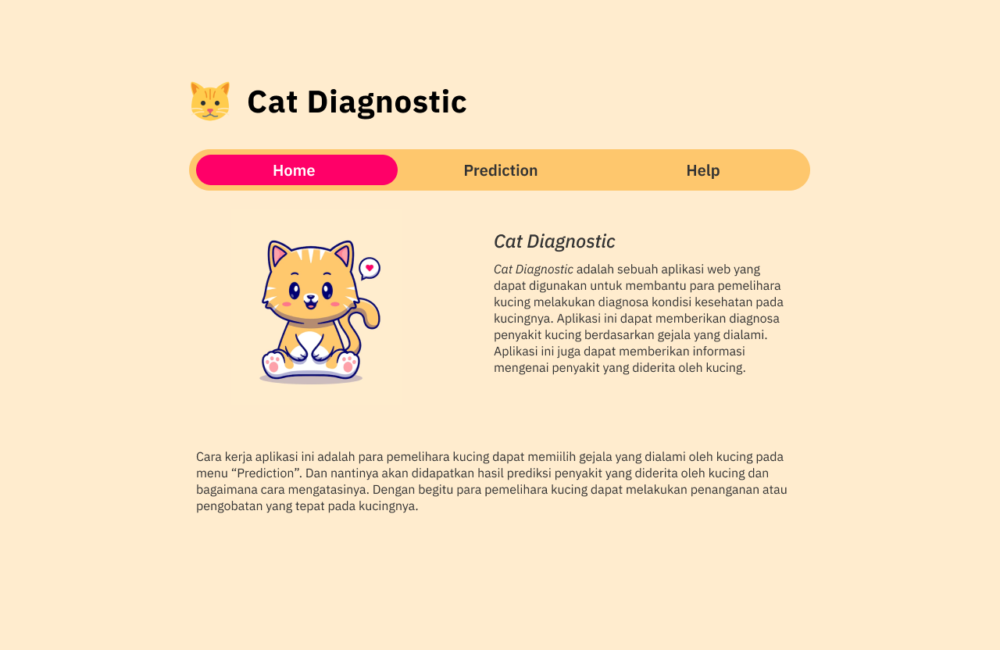 Cat Diagnostic
Home Prediction Help
Cat Diagnostic
Cat Diagnostic adalah sebuah aplikasi web yang
dapat digunakan untuk membantu para pemelihara
kucing melakukan diagnosa kondisi kesehatan pada
kucingnya. Aplikasi ini dapat memberikan diagnosa
penyakit kucing berdasarkan gejala yang dialami.
Aplikasi ini juga dapat memberikan informasi
mengenai penyakit yang diderita oleh kucing.
Cara kerja aplikasi ini adalah para pemelihara kucing dapat memiilih gejala yang dialami oleh kucing pada
menu “Prediction”. Dan nantinya akan didapatkan hasil prediksi penyakit yang diderita oleh kucing dan
bagaimana cara mengatasinya. Dengan begitu para pemelihara kucing dapat melakukan penanganan atau
pengobatan yang tepat pada kucingnya.